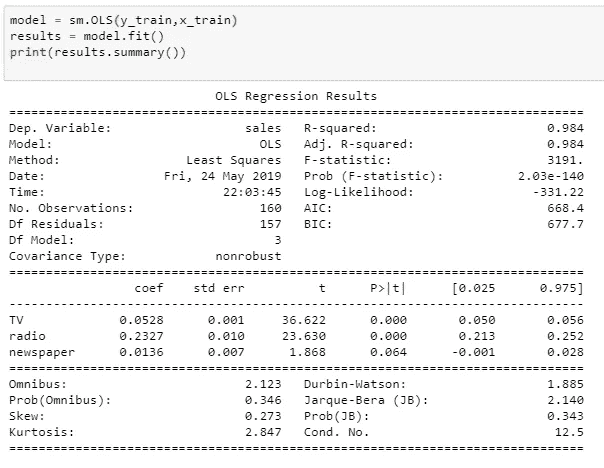 model = sm.OLS(y_train,x_train)
results = model.fit()
print(results.summary())
OLS Regression Results
==============================================================================
Dep. Variable: sales R-squared: 0.984
Model: OLS Adj. R-squared: 0.984
Method: Least Squares F-statistic: 3191.
Date: Fri, 24 May 2019 Prob (F-statistic): 2.03e-140
Time: 22:03:45 Log-Likelihood: -331.22
No. Observations: 160 AIC: 668.4
Df Residuals: 157 BIC: 677.7
Df Model: 3
Covariance Type: nonrobust
==============================================================================
coef std err t P>|t| [0.025 0.975]
------------------------------------------------------------------------------
TV 0.0528 0.001 36.622 0.000 0.050 0.056
radio 0.2327 0.010 23.630 0.000 0.213 0.252
newspaper 0.0136 0.007 1.868 0.064 -0.001 0.028
==============================================================================
Omnibus: 2.123 Durbin-Watson: 1.885
Prob(Omnibus): 0.346 Jarque-Bera (JB): 2.140
Skew: 0.273 Prob(JB): 0.343
Kurtosis: 2.847 Cond. No. 12.5
==============================================================================